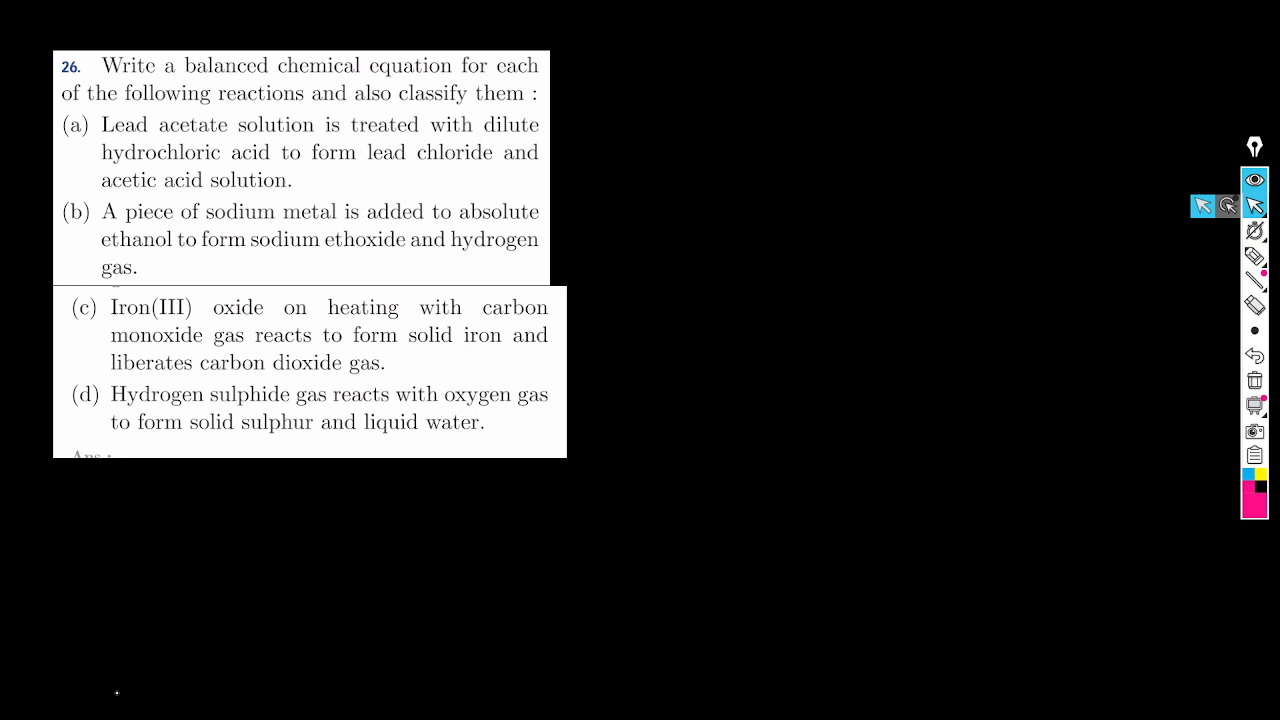 26. Write a balanced chemical equation for each
of the following reactions and also classify them :
(a) Lead acetate solution is treated with dilute
hydrochloric acid to form lead chloride and
acetic acid solution.
(b) A piece of sodium metal is added to absolute
ethanol to form sodium ethoxide and hydrogen
gas.
(c) Iron(III) oxide on heating with carbon
monoxide gas reacts to form solid iron and
liberates carbon dioxide gas.
(d) Hydrogen sulphide gas reacts with oxygen gas
to form solid sulphur and liquid water.